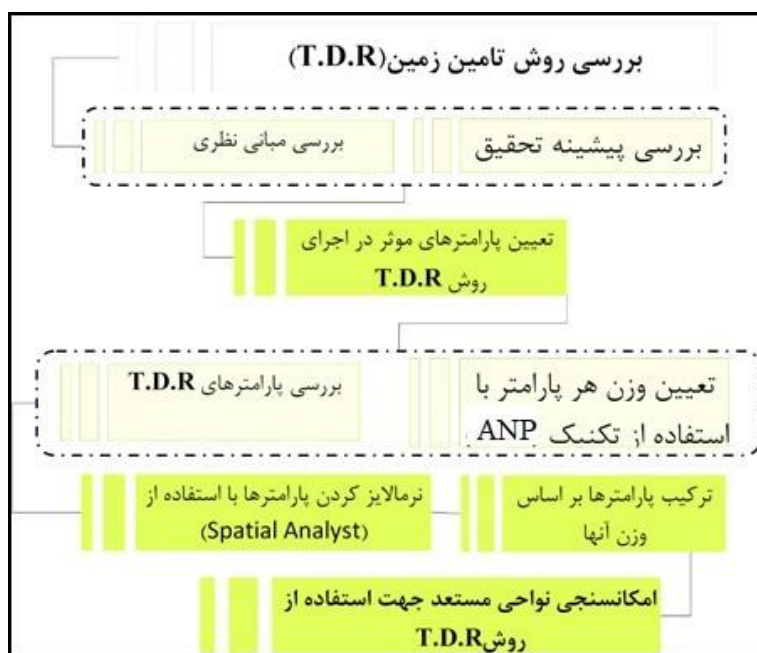 بررسی روش تامین زمین(T.D.R)
بررسی پیشینه تحقیق
بررسی مبانی نظری
تعیین پارامترهای موثر در اجرای
روش T.D.R
تعیین وزن هر پارامتر با
استفاده از تکنیک ANP
بررسی پارامترهای T.D.R
نرمالایز کردن پارامترها با استفاده از
(Spatial Analyst)
ترکیب پارامترها بر اساس
وزن آنها
امکانسنجی نواحی مستعد جهت استفاده از
روشT.D.R